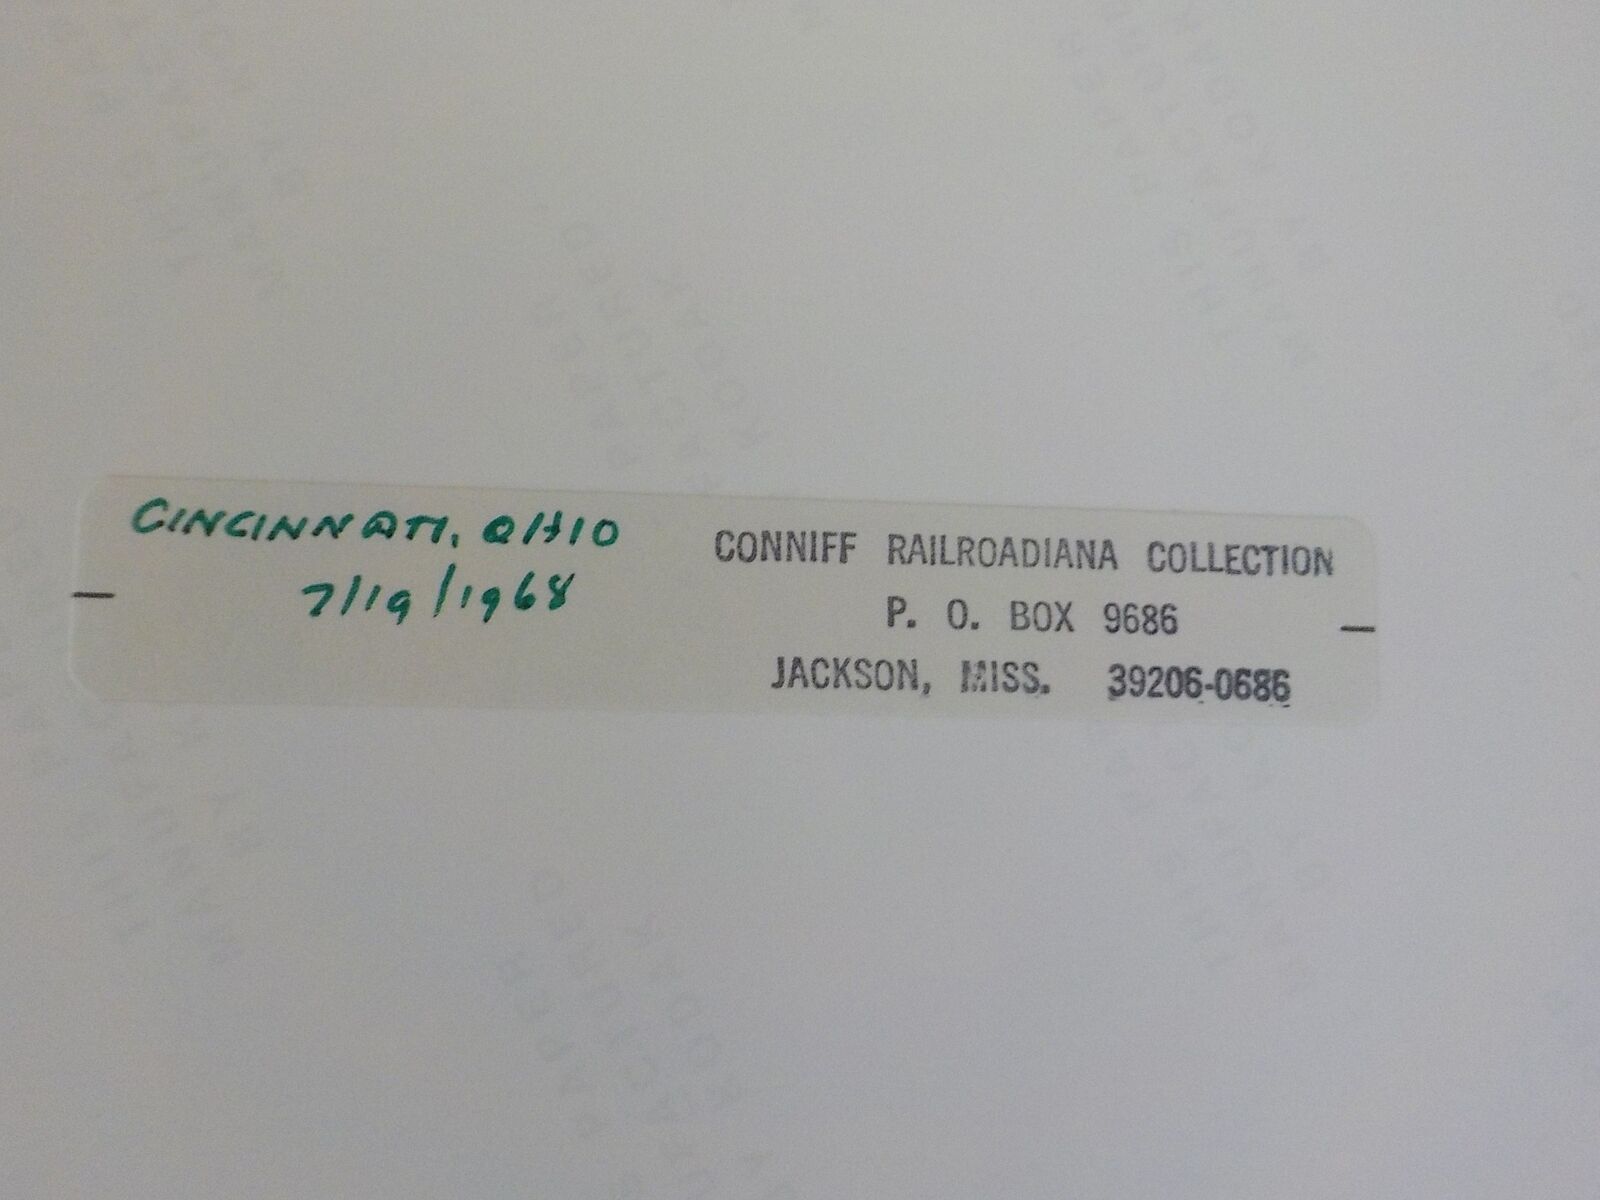 CINCINNATI, OHIO
7/19/1968
CONNIFF RAILROADIANA COLLECTION
P. O. BOX 9686
JACKSON, MISS. 39206-0686